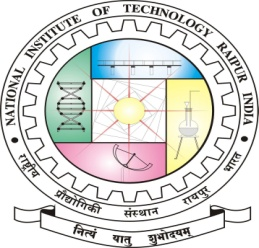 NATIONAL INSTITUTE OF TECHNOLOGY RAIPUR INDIA
राष्ट्रीय प्रौद्योगिकी संस्थान रायपुर भारत
नित्यं यातु शुभोदयम्